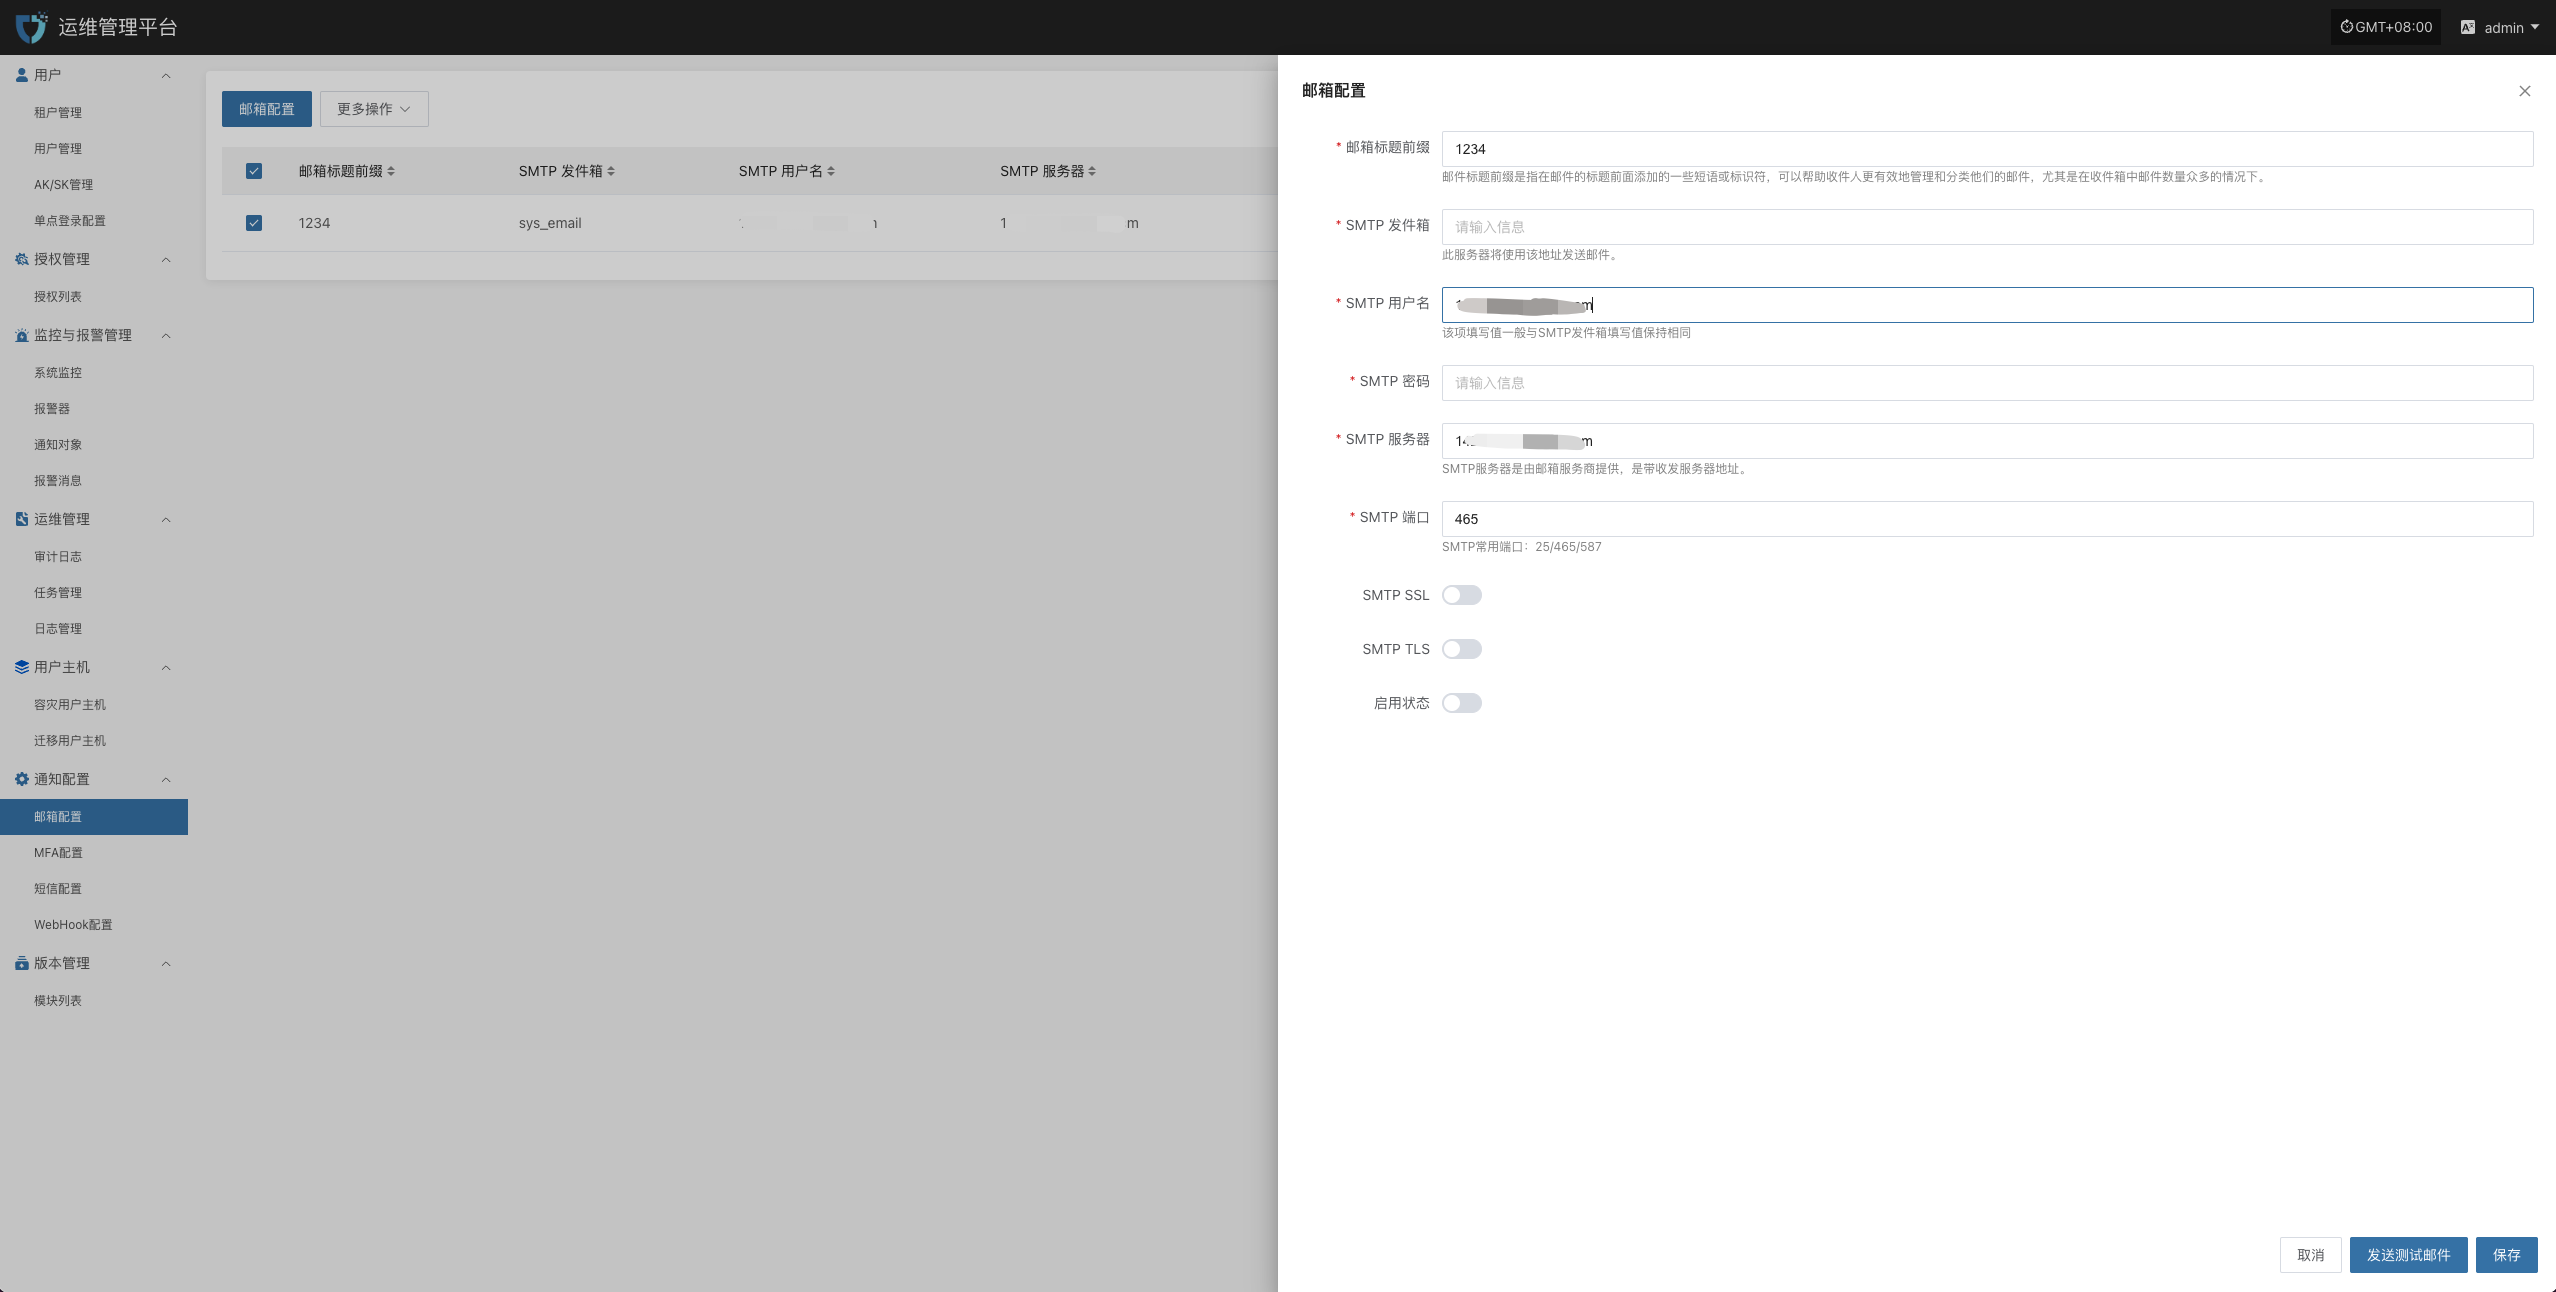 运维管理平台
GMT+08:00
admin
用户
租户管理
用户管理
AK/SK管理
单点登录配置
授权管理
授权列表
监控与报警管理
系统监控
报警器
通知对象
报警消息
运维管理
审计日志
任务管理
日志管理
用户主机
容灾用户主机
迁移用户主机
通知配置
邮箱配置
MFA配置
短信配置
WebHook配置
版本管理
模块列表
邮箱配置 更多操作
邮箱标题前缀 SMTP 发件箱 SMTP 用户名 SMTP 服务器
1234 sys_email
邮箱配置
* 邮箱标题前缀 1234
邮件标题前缀是指在邮件的标题前面添加的一些短语或标识符，可以帮助收件人更有效地管理和分类他们的邮件，尤其是在收件箱中邮件数量众多的情况下。
* SMTP 发件箱 请输入信息
此服务器将使用该地址发送邮件。
* SMTP 用户名
该项填写值一般与SMTP发件箱填写值保持相同
* SMTP 密码 请输入信息
* SMTP 服务器
SMTP服务器是由邮箱服务商提供，是带收发服务器地址。
* SMTP 端口 465
SMTP常用端口：25/465/587
SMTP SSL
SMTP TLS
启用状态
取消 发送测试邮件 保存